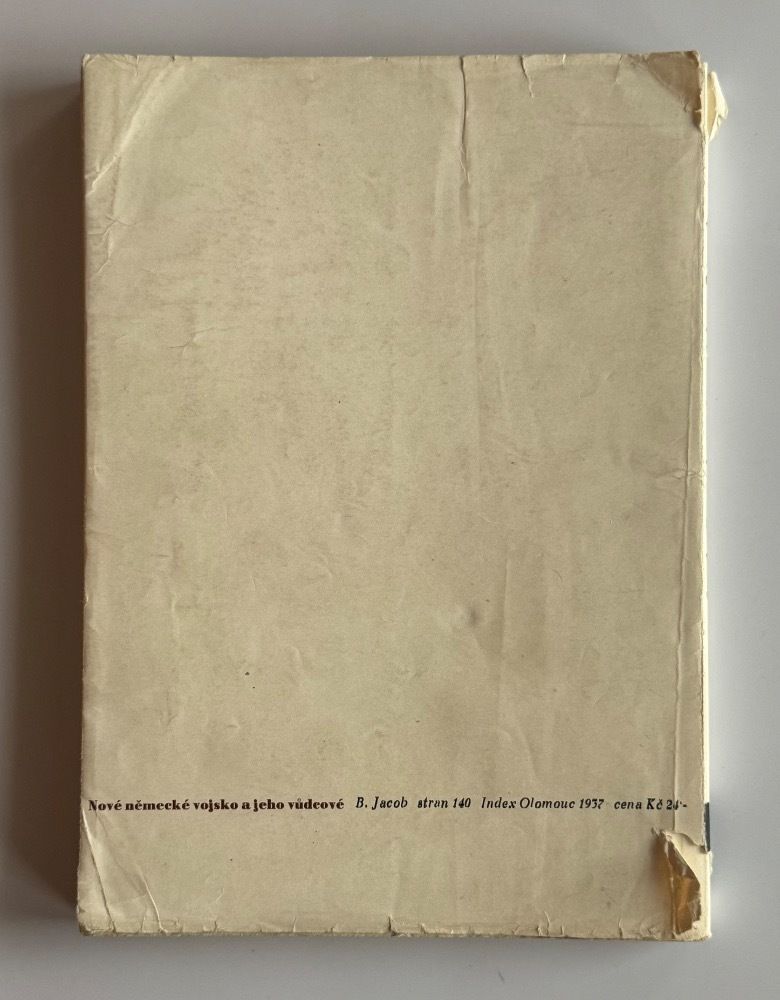 Nové německé vojsko a jeho vůdcové B. Jacob stran 140 Index Olomouc 1937 cena Kč 24·-